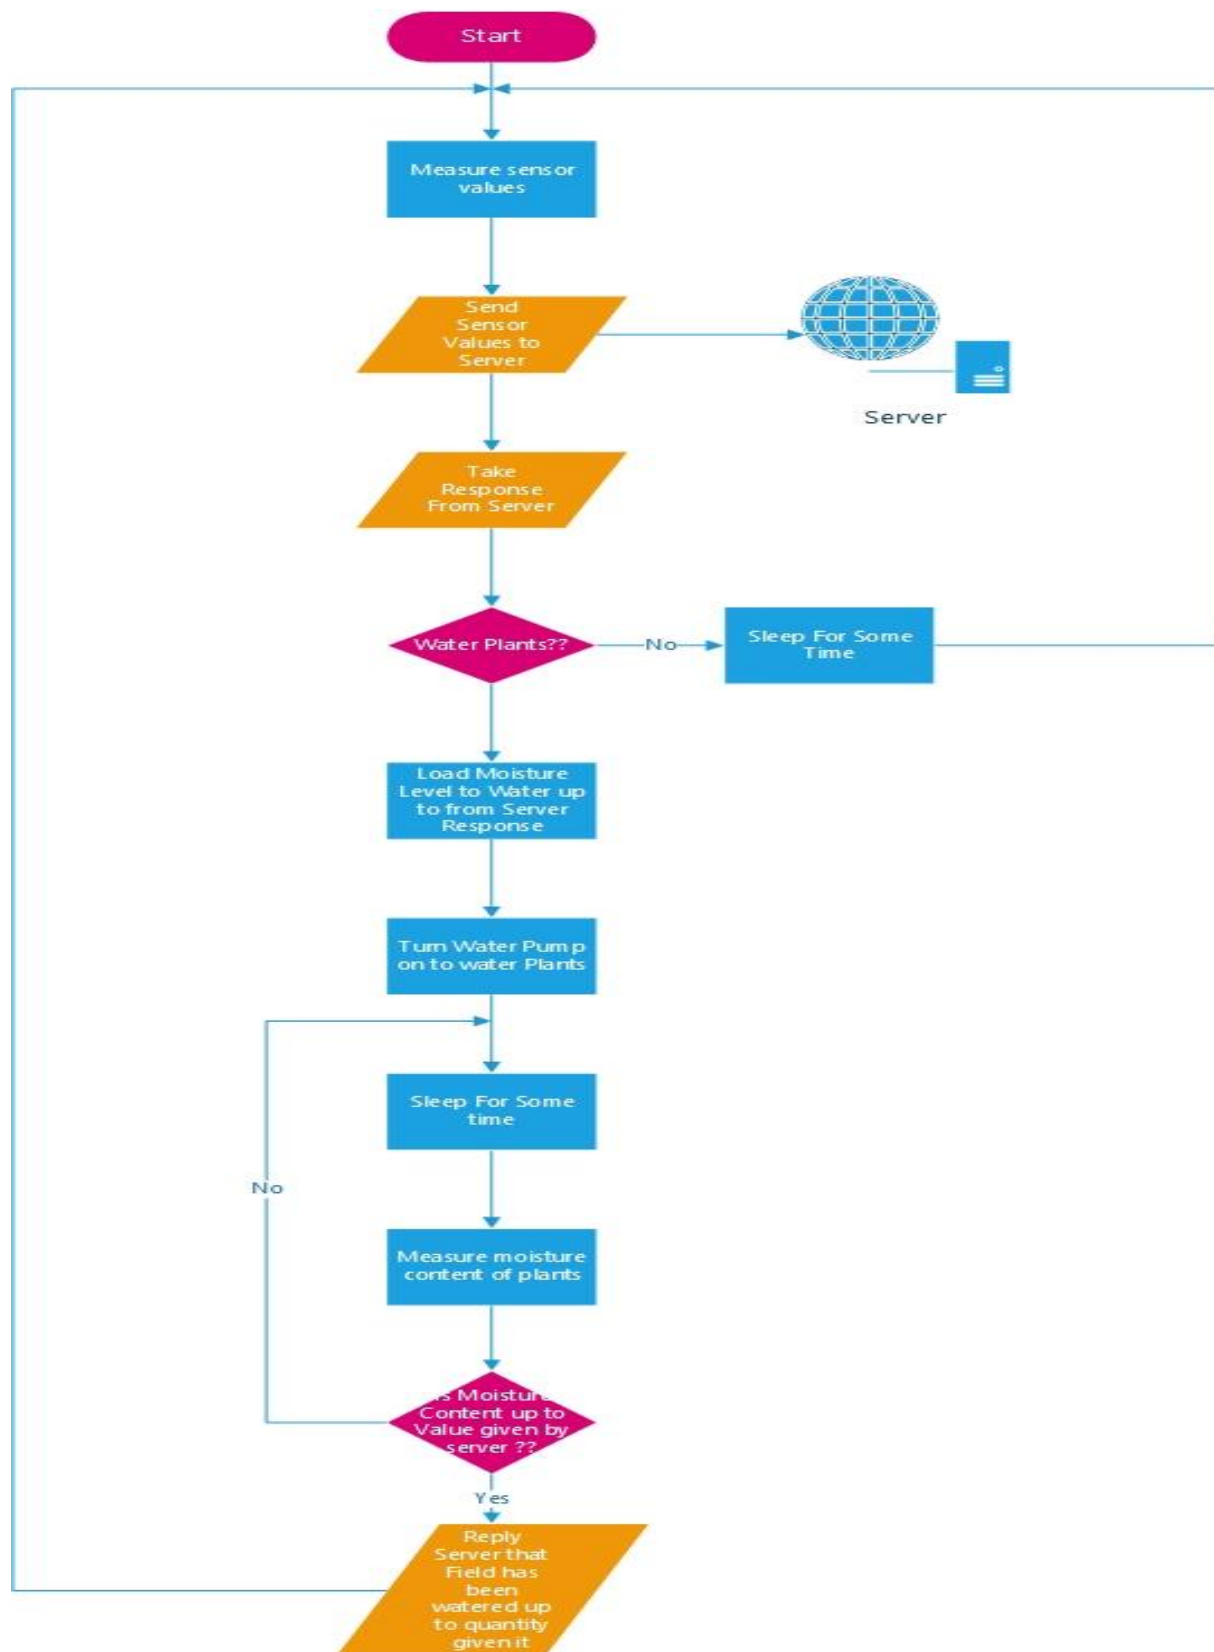 Start
Measure sensor
values
Send
Sensor
Values to
Server
Server
Take
Response
From Server
Water Plants??
No
Sleep For Some
Time
Load Moisture
Level to Water up
to from Server
Response
Turn Water Pump
on to water Plants
Sleep For Some
time
No
Measure moisture
content of plants
Is Moisture
Content up to
Value given by
server ??
Yes
Reply
Server that
Field has
been
watered up
to quantity
given it